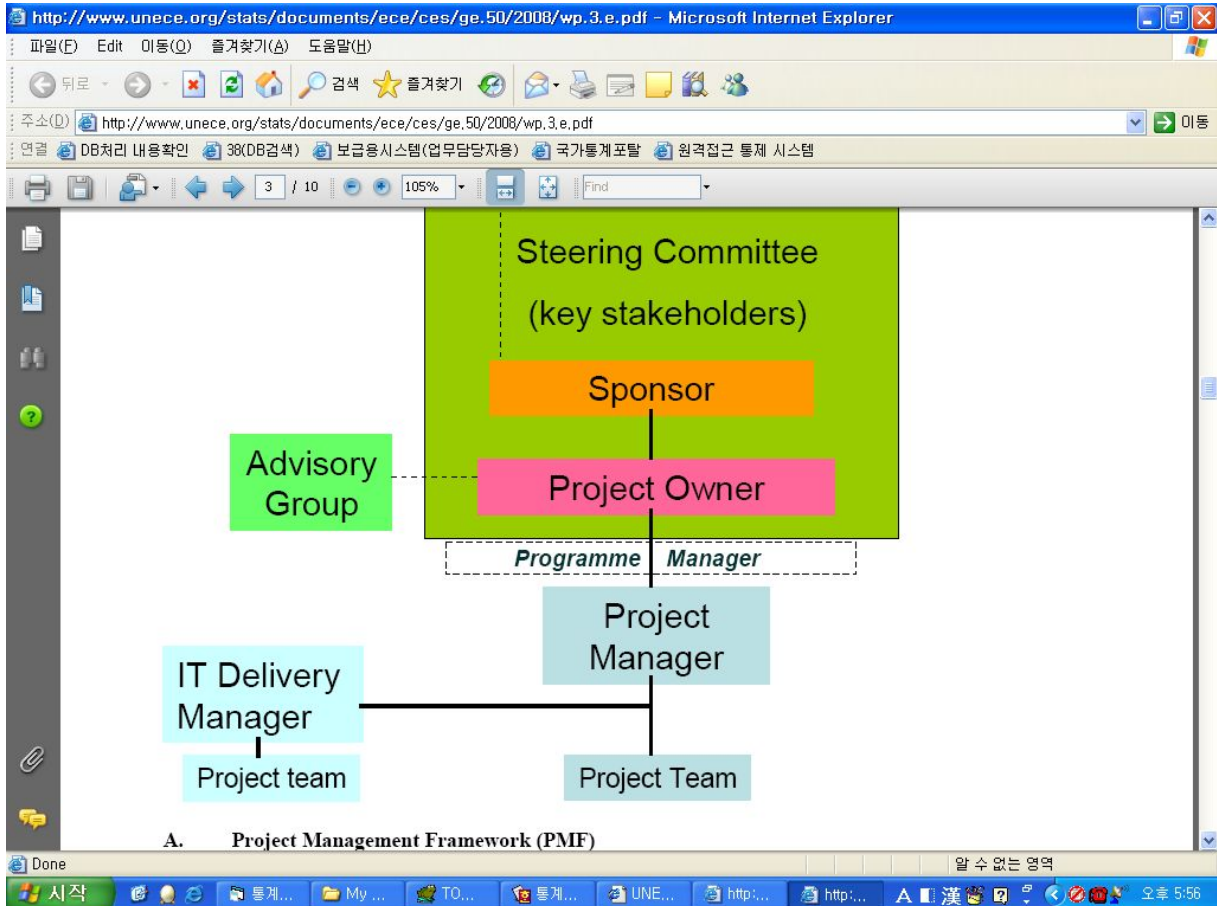 http://www.unece.org/stats/documents/ece/ces/ge.50/2008/wp.3.e.pdf - Microsoft Internet Explorer
파일(F) Edit 이동(O) 즐겨찾기(A) 도움말(H)
뒤로 검색 즐겨찾기
주소(D) http://www.unece.org/stats/documents/ece/ces/ge.50/2008/wp.3.e.pdf 이동
연결 DB처리 내용확인 38(DB검색) 보급용시스템(업무담당자용) 국가통계포탈 원격접근 통제 시스템
3 / 10 105% Find
Steering Committee
(key stakeholders)
Sponsor
Advisory
Group
Project Owner
Programme Manager
Project
Manager
IT Delivery
Manager
Project team
Project Team
A. Project Management Framework (PMF)
Done 알 수 없는 영역
시작 통계... My ... TO... 통계... UNE... http:... http:... A 漢 오후 5:56